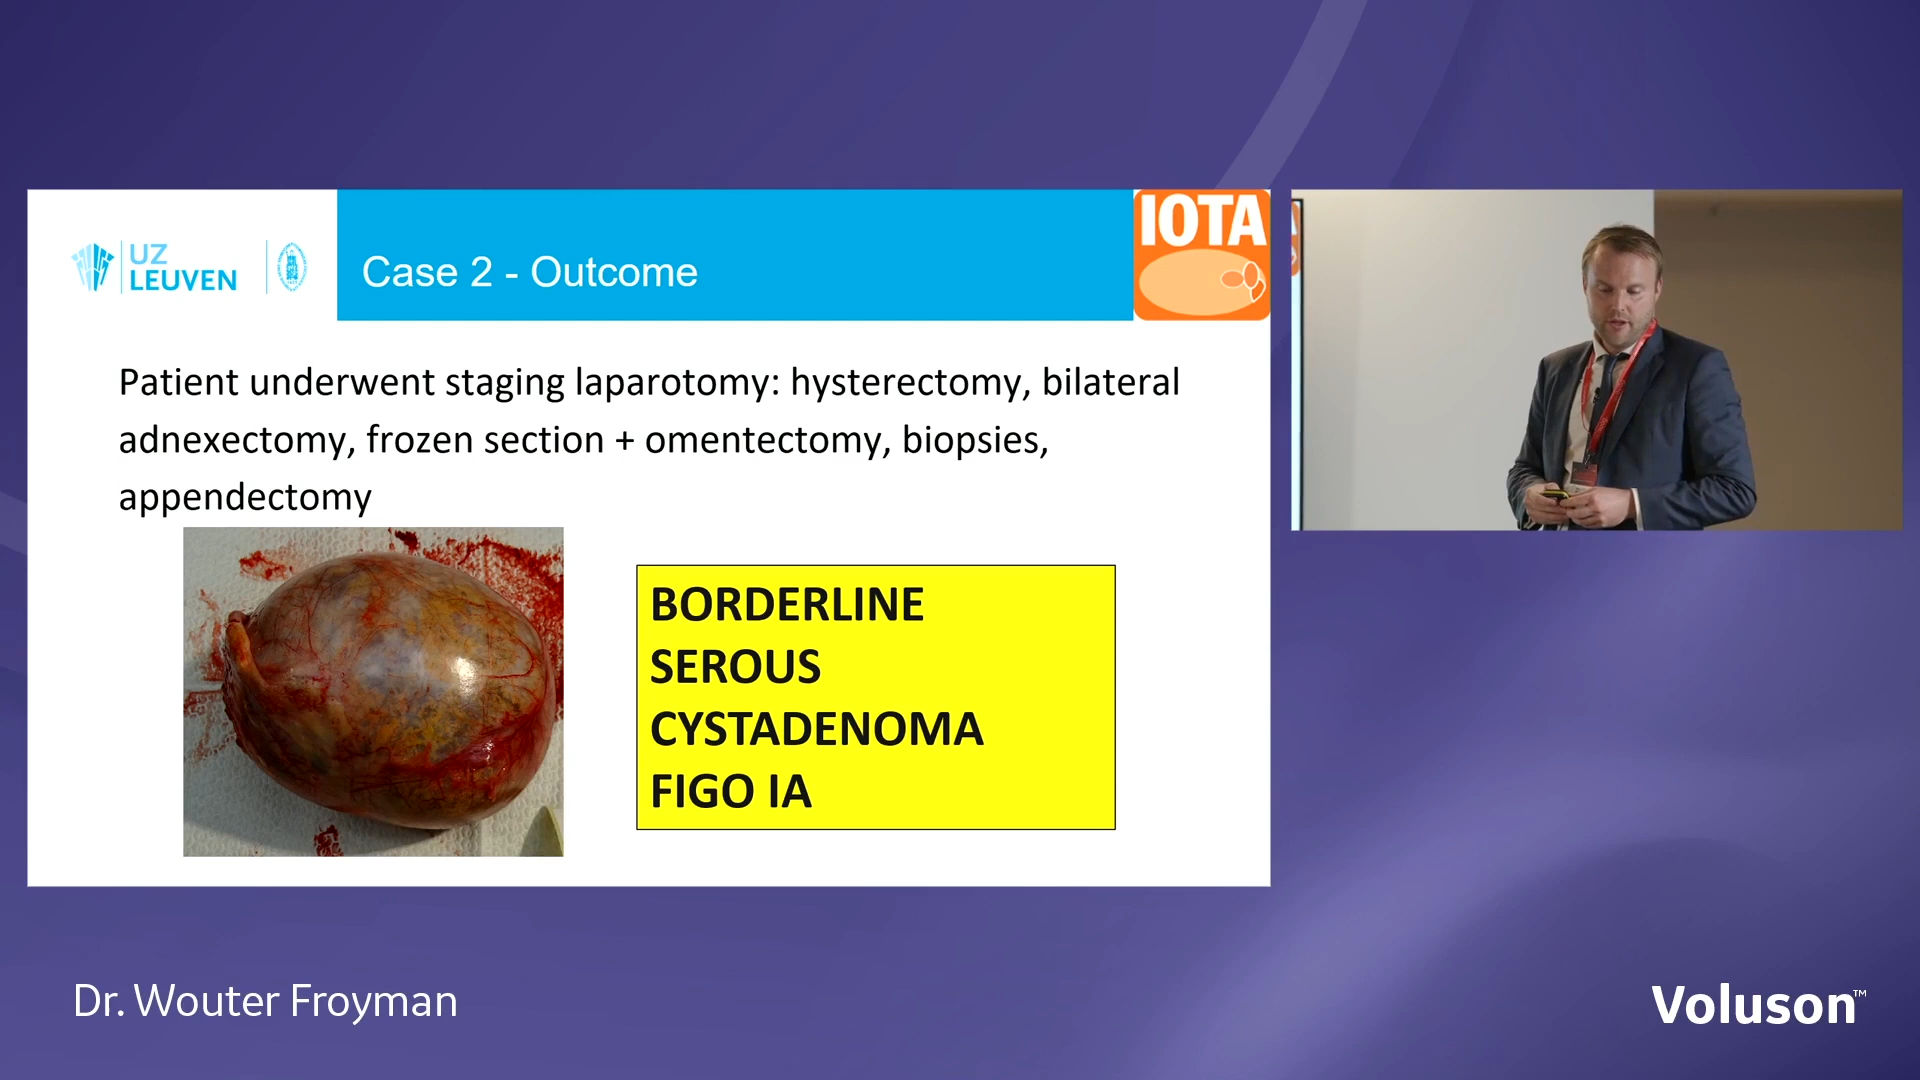 UZ
LEUVEN
Case 2 - Outcome
IOTA
Patient underwent staging laparotomy: hysterectomy, bilateral
adnexectomy, frozen section + omentectomy, biopsies,
appendectomy
BORDERLINE
SEROUS
CYSTADENOMA
FIGO IA
Dr. Wouter Froyman
Voluson™